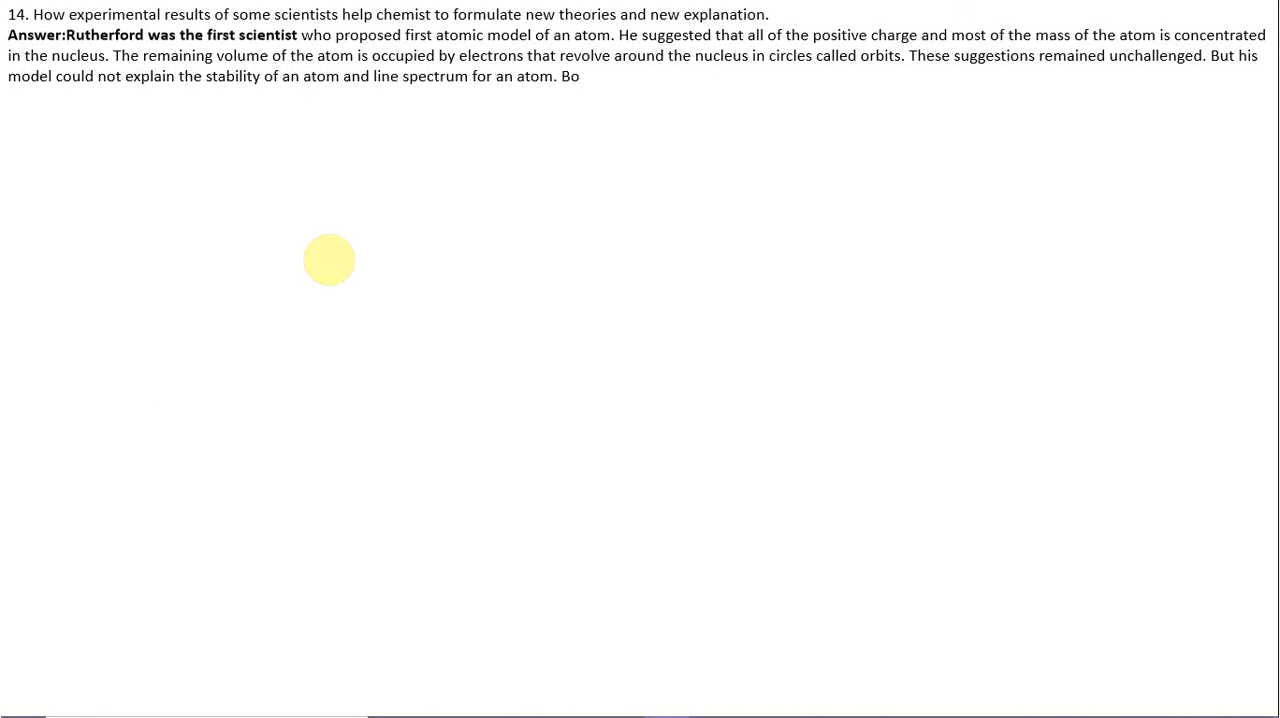 14. How experimental results of some scientists help chemist to formulate new theories and new explanation.
Answer:Rutherford was the first scientist who proposed first atomic model of an atom. He suggested that all of the positive charge and most of the mass of the atom is concentrated
in the nucleus. The remaining volume of the atom is occupied by electrons that revolve around the nucleus in circles called orbits. These suggestions remained unchallenged. But his
model could not explain the stability of an atom and line spectrum for an atom. Bo